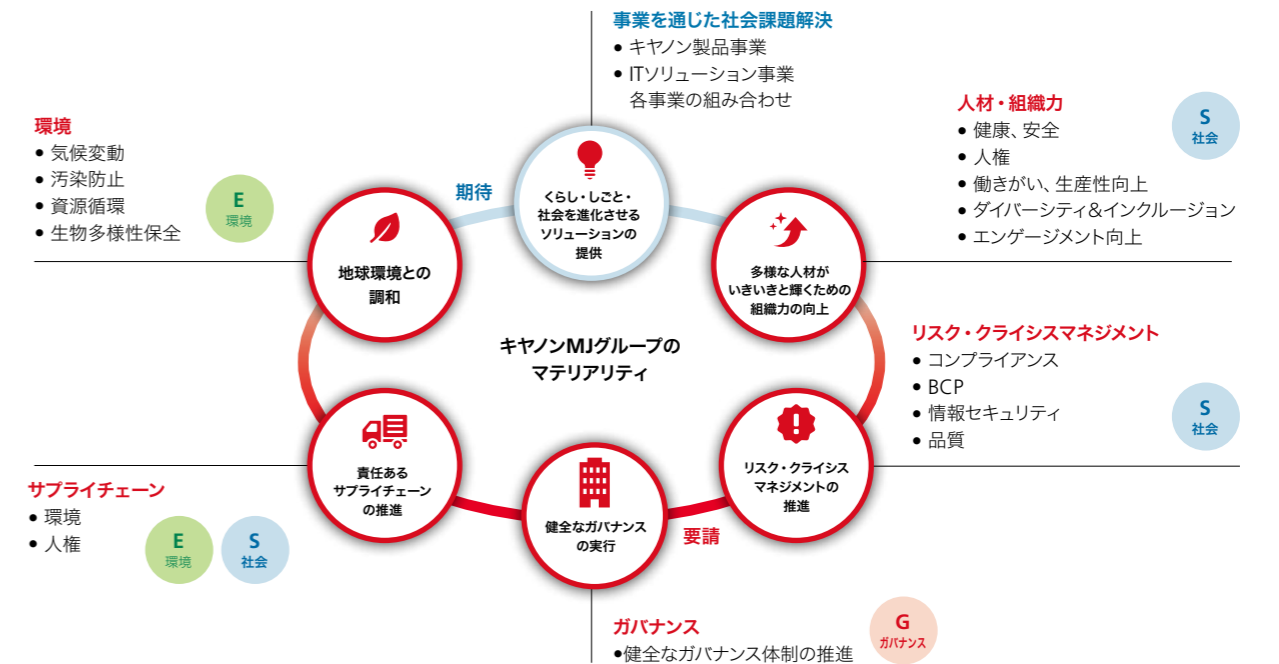 事業を通じた社会課題解決
• キヤノン製品事業
• ITソリューション事業
各事業の組み合わせ
環境
• 気候変動
• 汚染防止
• 資源循環
• 生物多様性保全
E
環境
人材・組織力
• 健康、安全
• 人権
• 働きがい、生産性向上
• ダイバーシティ&インクルージョン
• エンゲージメント向上
S
社会
期待
くらし・しごと・
社会を進化させる
ソリューションの
提供
地球環境との
調和
多様な人材が
いきいきと輝くための
組織力の向上
キヤノンMJグループの
マテリアリティ
リスク・クライシスマネジメント
• コンプライアンス
• BCP
• 情報セキュリティ
• 品質
S
社会
責任ある
サプライチェーン
の推進
健全なガバナンス
の実行
リスク・クライシス
マネジメントの
推進
要請
サプライチェーン
• 環境
• 人権
E
環境
S
社会
ガバナンス
•健全なガバナンス体制の推進
G
ガバナンス